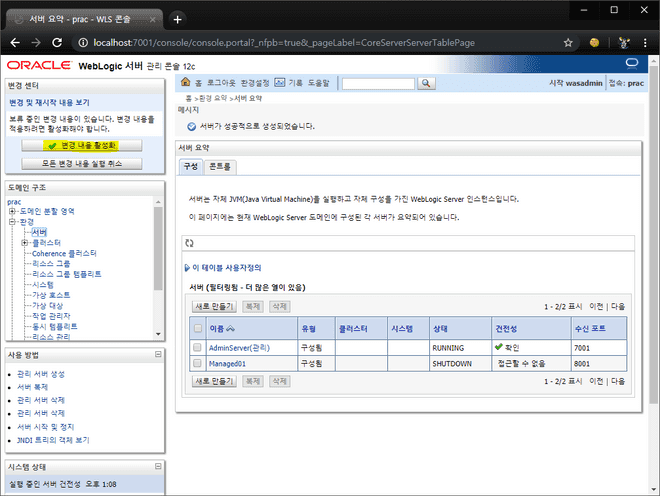 서버 요약 - prac - WLS 콘솔
localhost:7001/console/console.portal?_nfpb=true&_pageLabel=CoreServerServerTablePage
ORACLE WebLogic 서버 관리 콘솔 12c
변경 센터
변경 및 재시작 내용 보기
보류 중인 변경 내용이 있습니다. 변경 내용을
적용하려면 활성화해야 합니다.
변경 내용 활성화
모든 변경 내용 실행 취소
도메인 구조
prac
도메인 분할 영역
환경
서버
클러스터
Coherence 클러스터
리소스 그룹
리소스 그룹 템플리트
시스템
가상 호스트
가상 대상
작업 관리자
동시 템플리트
리소스 관리
사용 방법
관리 서버 생성
서버 복제
관리 서버 삭제
관리 서버 삭제
서버 시작 및 정지
JNDI 트리의 객체 보기
시스템 상태
실행 중인 서버 건전성 오후 1:08
홈 로그아웃 환경설정 기록 도움말
시작 wasadmin 접속: prac
홈 >환경 요약 >서버 요약
메시지
서버가 성공적으로 생성되었습니다.
서버 요약
구성 콘트롤
서버는 자체 JVM(Java Virtual Machine)을 실행하고 자체 구성을 가진 WebLogic Server 인스턴스입니다.
이 페이지에는 현재 WebLogic Server 도메인에 구성된 각 서버가 요약되어 있습니다.
이 테이블 사용자정의
서버 (필터링됨 - 더 많은 열이 있음)
새로 만들기 복제 삭제 1 - 2/2 표시 이전 | 다음
이름 유형 클러스터 시스템 상태 건전성 수신 포트
AdminServer(관리) 구성됨 RUNNING 확인 7001
Managed01 구성됨 SHUTDOWN 접근할 수 없음 8001
새로 만들기 복제 삭제 1 - 2/2 표시 이전 | 다음